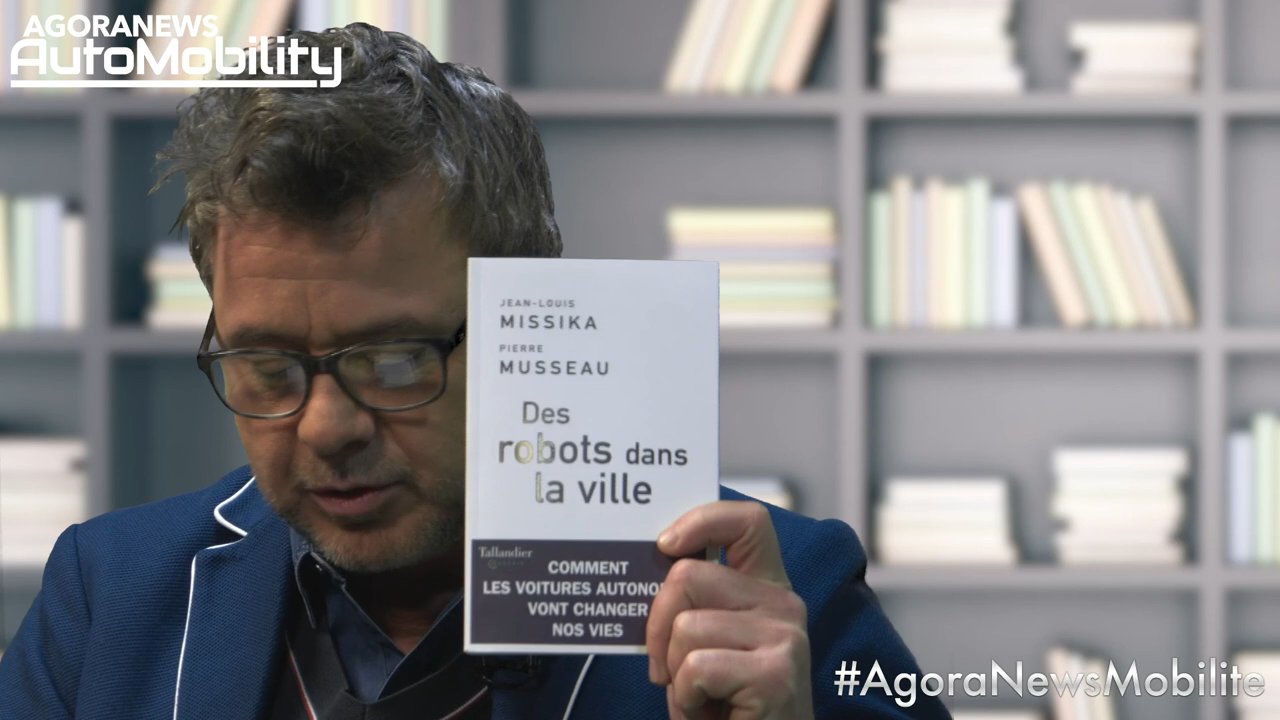 AGORANEWS
AutoMobility
JEAN-LOUIS
MISSIKA
PIERRE
MUSSEAU
Des
robots dans
la ville
Tallandier
COMMENT
LES VOITURES AUTONO
VONT CHANGER
NOS VIES
#AgoraNewsMobilite